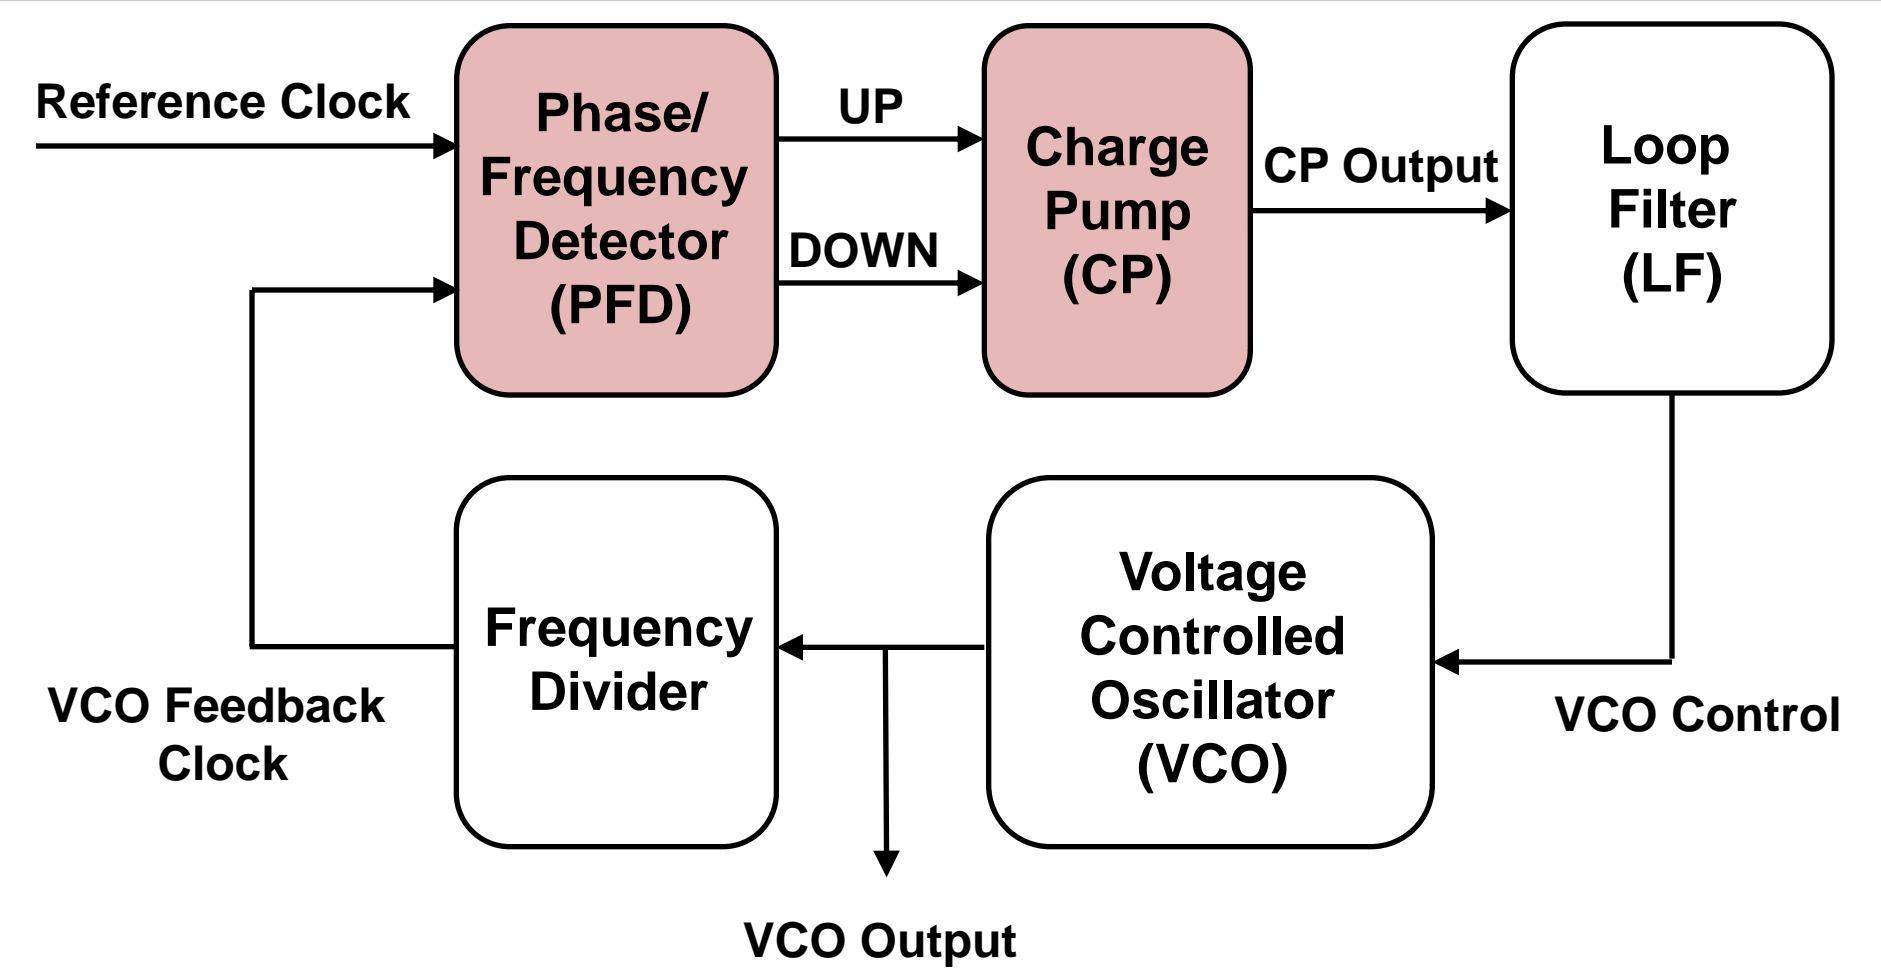 Reference Clock
Phase/
Frequency
Detector
(PFD)
UP
DOWN
Charge
Pump
(CP)
CP Output
Loop
Filter
(LF)
VCO Feedback
Clock
Frequency
Divider
Voltage
Controlled
Oscillator
(VCO)
VCO Control
VCO Output